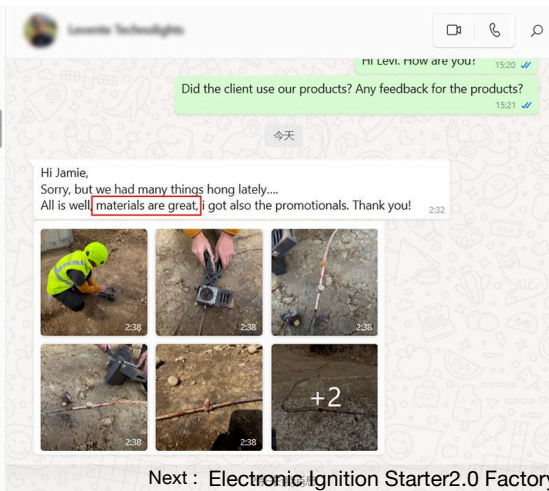 Hi Levi. How are you?
15:20
Did the client use our products? Any feedback for the products?
15:21
今天
Hi Jamie,
Sorry, but we had many things hong lately....
All is well, materials are great, i got also the promotionals. Thank you!
2:32
2:38
2:38
2:38
2:38
2:38
+2
Next : Electronic Ignition Starter2.0 Factory